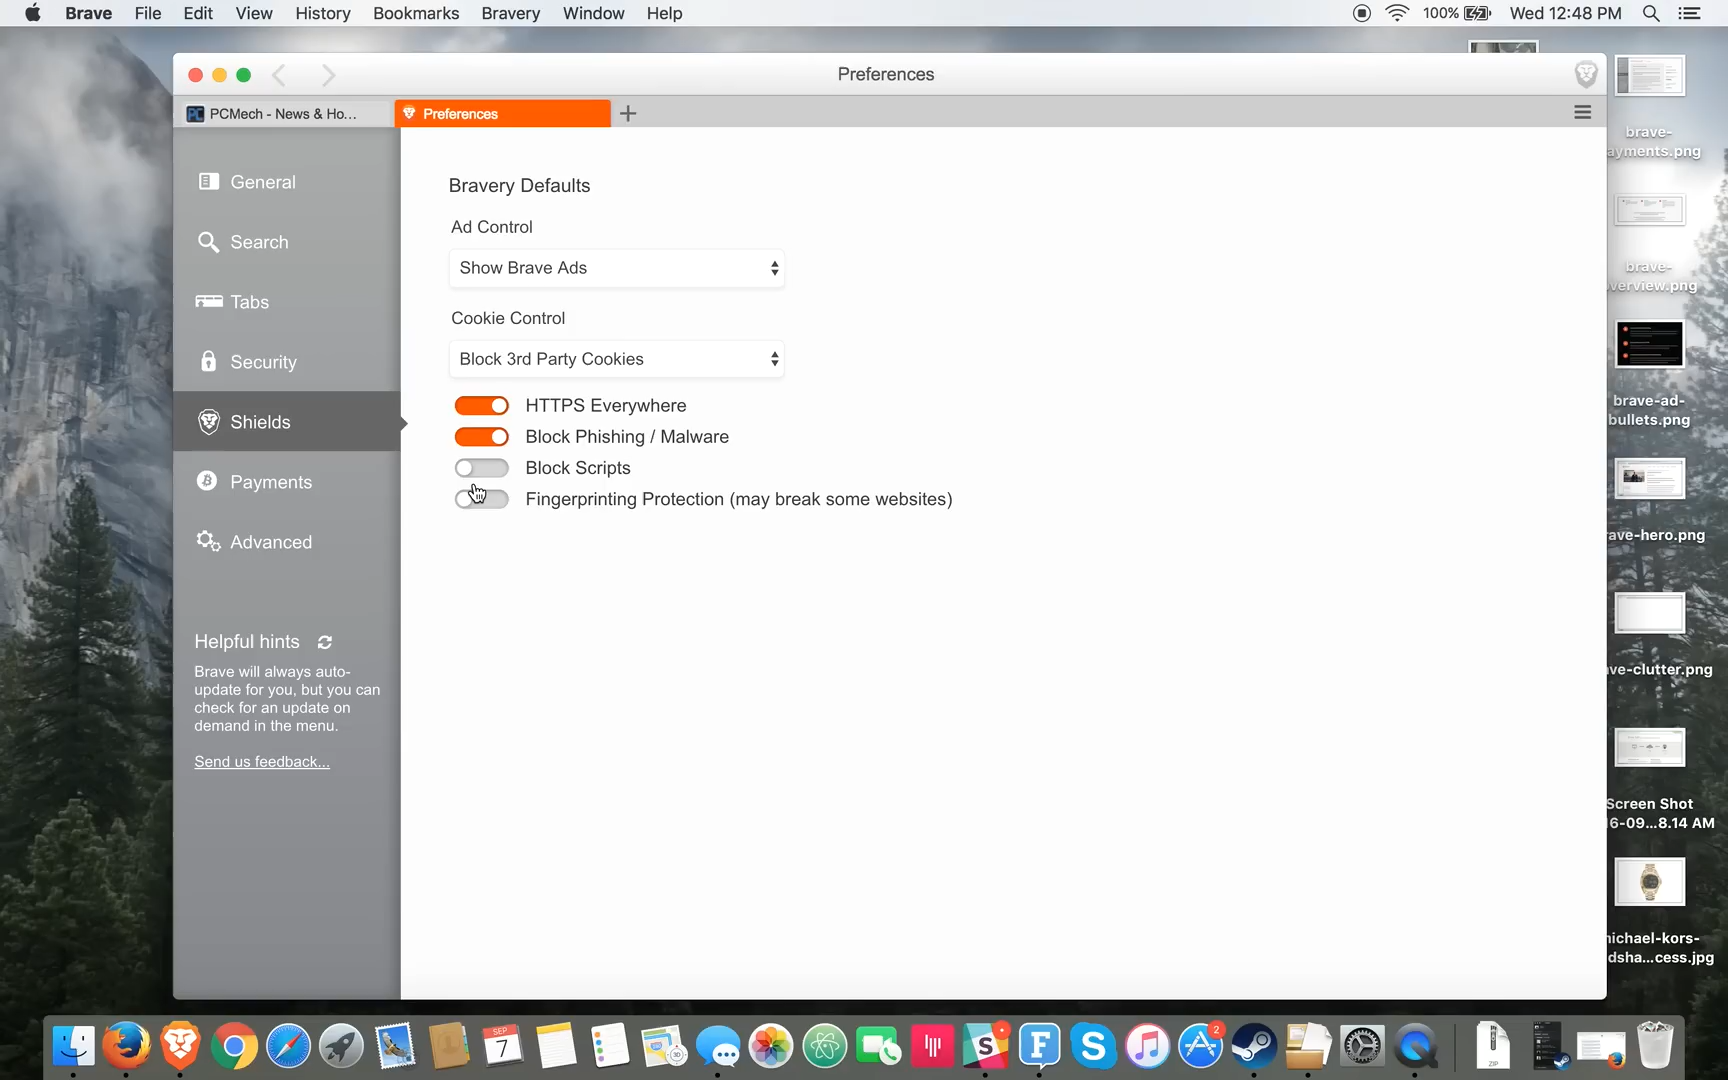 Brave File Edit View History Bookmarks Bravery Window Help 100% Wed 12:48 PM
Preferences
PCMech - News & Ho... Preferences
General
Search
Tabs
Security
Shields
Payments
Advanced
Helpful hints
Brave will always auto-
update for you, but you can
check for an update on
demand in the menu.
Send us feedback...
Bravery Defaults
Ad Control
Show Brave Ads
Cookie Control
Block 3rd Party Cookies
HTTPS Everywhere
Block Phishing / Malware
Block Scripts
Fingerprinting Protection (may break some websites)
brave-
ayments.png
brave-
verview.png
brave-ad-
bullets.png
ave-hero.png
ve-clutter.png
Screen Shot
6-09...8.14 AM
ichael-kors-
dsha...cess.jpg
SEP
7
3D
2
ZIP